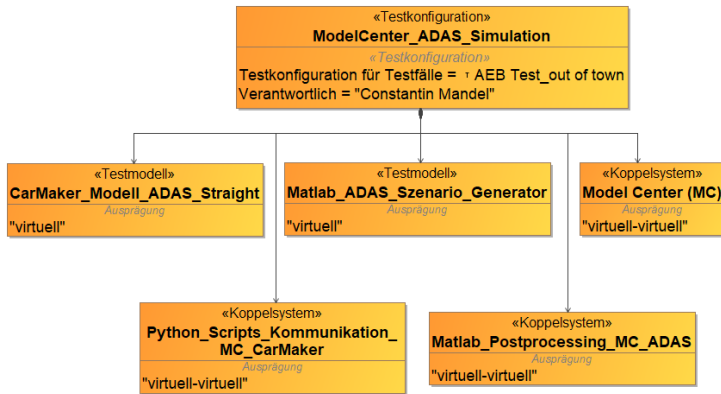 «Testkonfiguration»
ModelCenter_ADAS_Simulation
«Testkonfiguration»
Testkonfiguration für Testfälle = T AEB Test_out of town
Verantwortlich = "Constantin Mandel"
«Testmodell»
CarMaker_Modell_ADAS_Straight
Ausprägung
"virtuell"
«Testmodell»
Matlab_ADAS_Szenario_Generator
Ausprägung
"virtuell"
«Koppelsystem»
Model Center (MC)
Ausprägung
"virtuell-virtuell"
«Koppelsystem»
Python_Scripts_Kommunikation_
MC_CarMaker
Ausprägung
"virtuell-virtuell"
«Koppelsystem»
Matlab_Postprocessing_MC_ADAS
Ausprägung
"virtuell-virtuell"